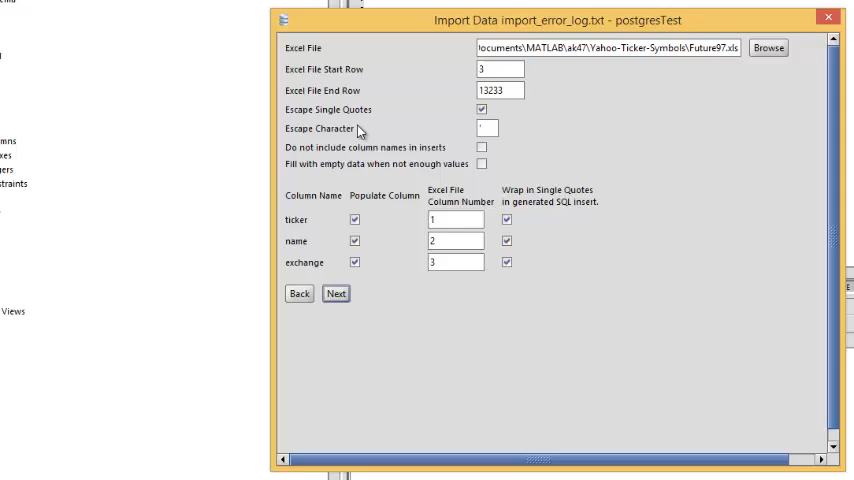 Import Data import_error_log.txt - postgresTest
Excel File
ocuments\MATLAB\ak47\Yahoo-Ticker-Symbols\Future97.xls
Browse
Excel File Start Row
3
Excel File End Row
13233
Escape Single Quotes
Escape Character
'
Do not include column names in inserts
Fill with empty data when not enough values
Column Name
Populate Column
Excel File
Column Number
Wrap in Single Quotes
in generated SQL insert.
ticker
1
name
2
exchange
3
Back
Next
mns
xes
gers
straints
Views
E